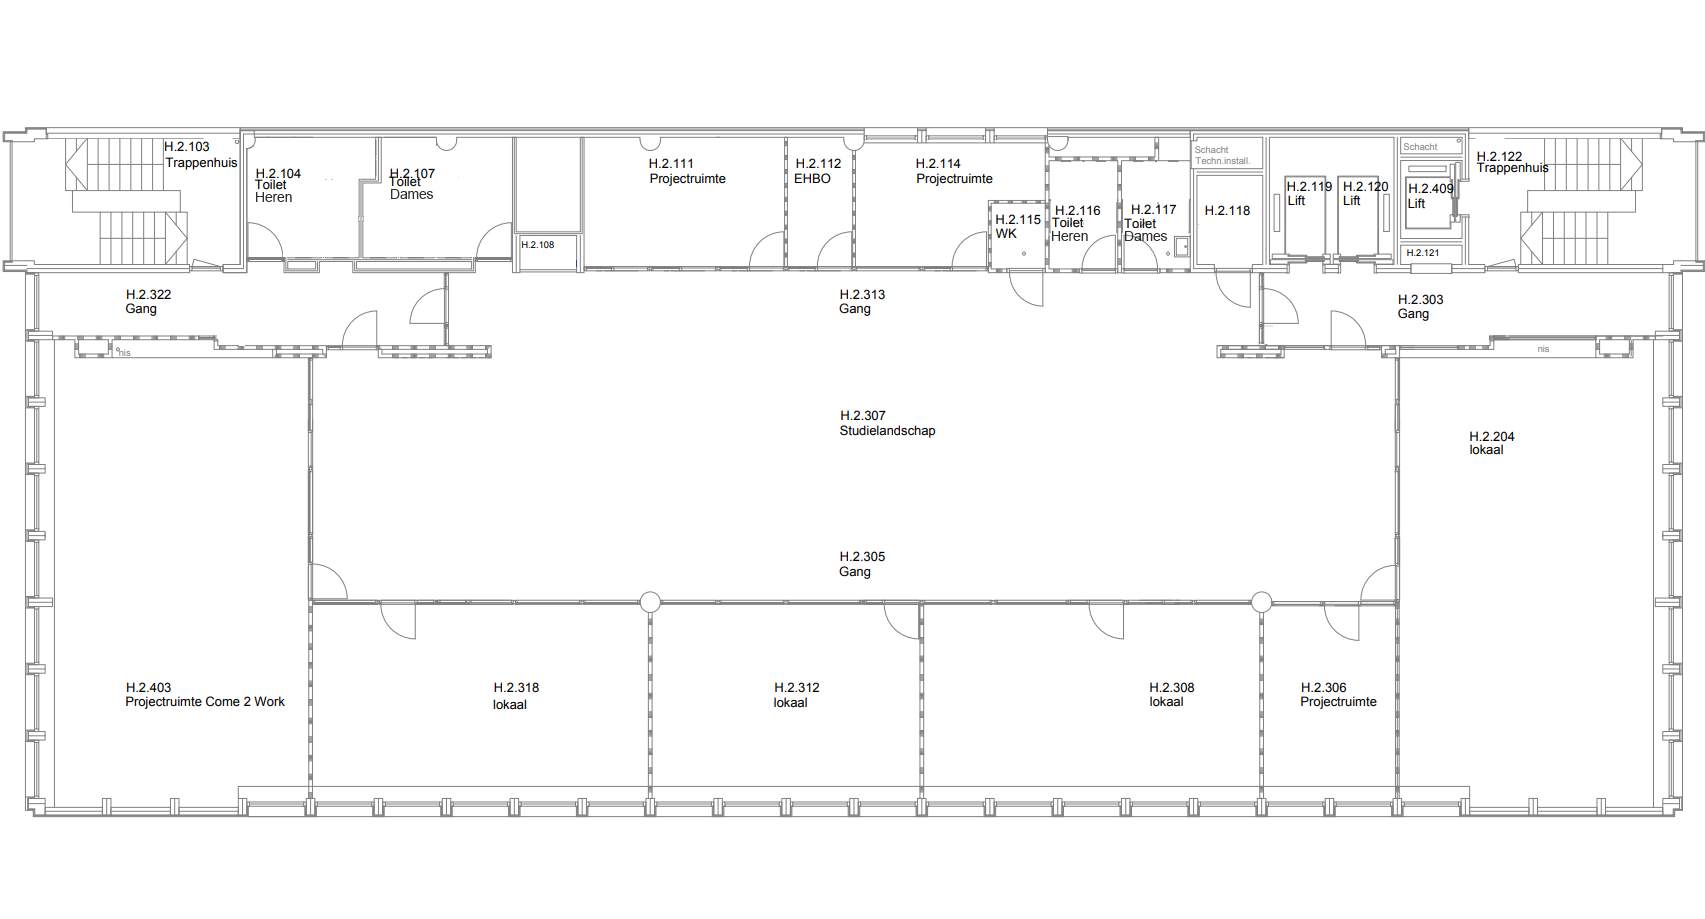 H.2.103
Trappenhuis
H.2.104
Toilet
Heren
H.2.107
Toilet
Dames
H.2.108
H.2.111
Projectruimte
H.2.112
EHBO
H.2.114
Projectruimte
H.2.115
WK
H.2.116
Toilet
Heren
H.2.117
Toilet
Dames
Schacht
Techn.install.
H.2.118
H.2.119
Lift
H.2.120
Lift
Schacht
H.2.409
Lift
H.2.121
H.2.122
Trappenhuis
H.2.322
Gang
H.2.313
Gang
H.2.303
Gang
nis
nis
H.2.307
Studielandschap
H.2.204
lokaal
H.2.305
Gang
H.2.403
Projectruimte Come 2 Work
H.2.318
lokaal
H.2.312
lokaal
H.2.308
lokaal
H.2.306
Projectruimte